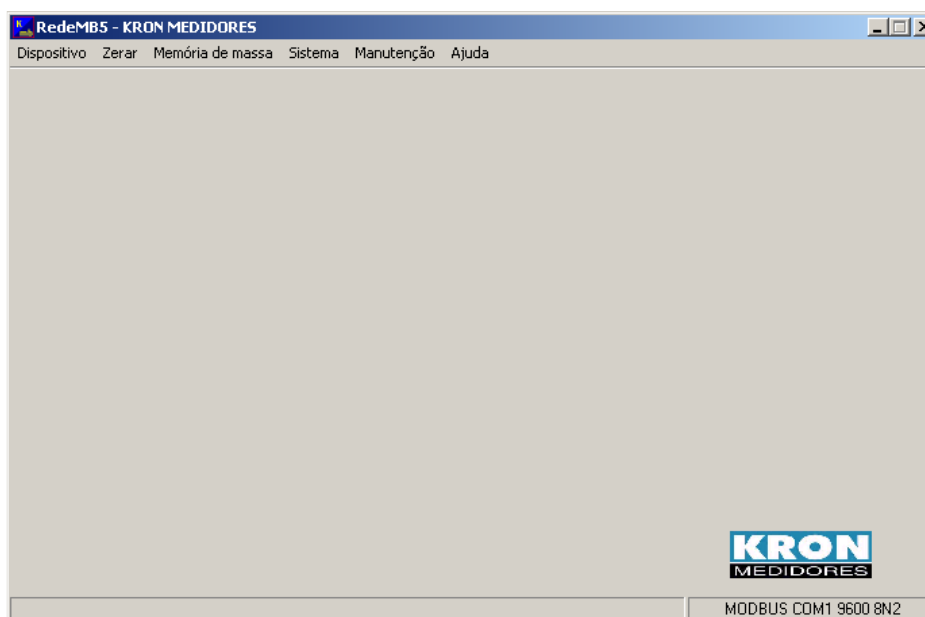 RedeMB5 - KRON MEDIDORES
Dispositivo Zerar Memória de massa Sistema Manutenção Ajuda
KRON
MEDIDORES
MODBUS COM1 9600 8N2